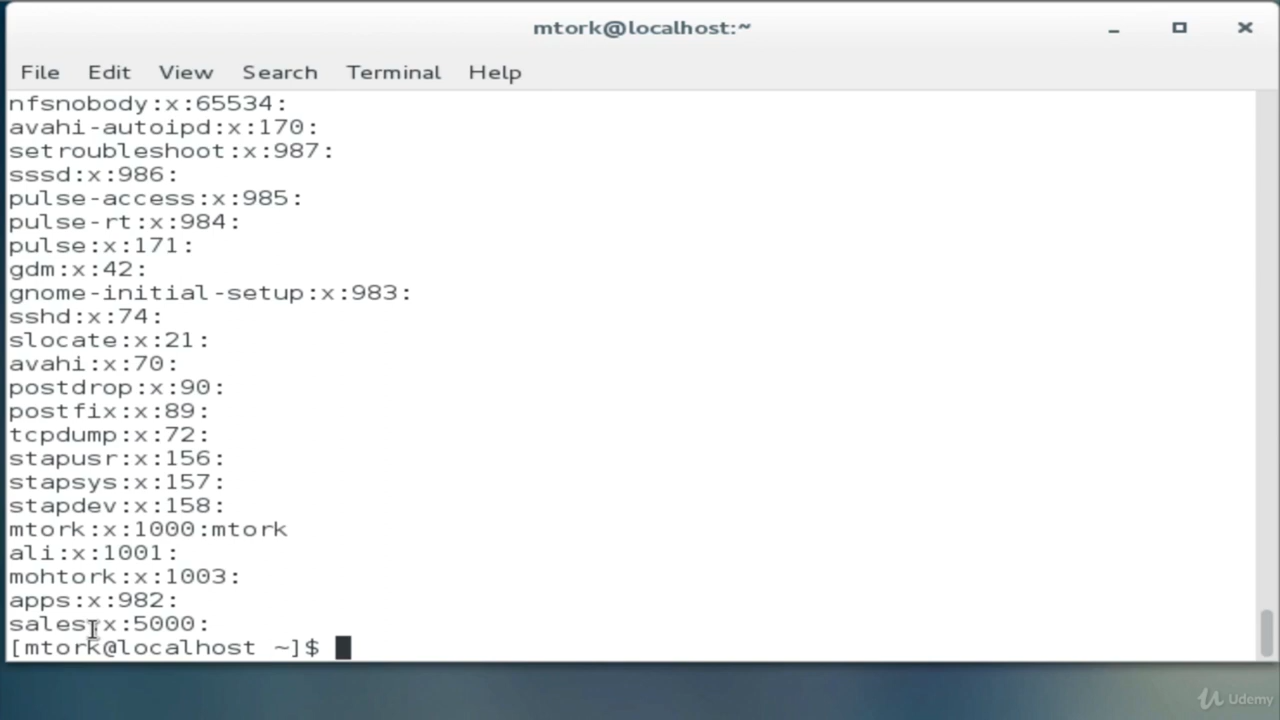 mtork@localhost:~
File Edit View Search Terminal Help
nfsnobody:x:65534:
avahi-autoipd:x:170:
setroubleshoot:x:987:
sssd:x:986:
pulse-access:x:985:
pulse-rt:x:984:
pulse:x:171:
gdm:x:42:
gnome-initial-setup:x:983:
sshd:x:74:
slocate:x:21:
avahi:x:70:
postdrop:x:90:
postfix:x:89:
tcpdump:x:72:
stapusr:x:156:
stapsys:x:157:
stapdev:x:158:
mtork:x:1000:mtork
ali:x:1001:
mohtork:x:1003:
apps:x:982:
sales:x:5000:
[mtork@localhost ~]$
Udemy